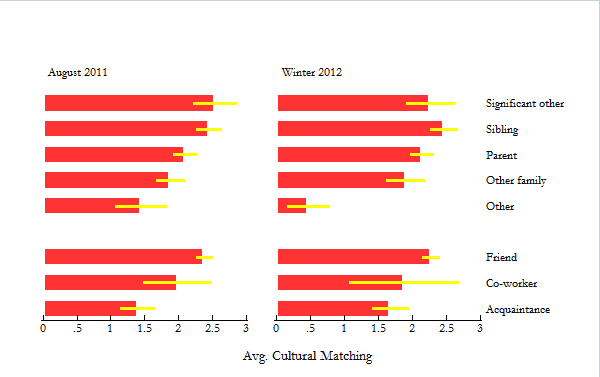 August 2011
Winter 2012
Significant other
Sibling
Parent
Other family
Other
Friend
Co-worker
Acquaintance
0 .5 1 1.5 2 2.5 3
0 .5 1 1.5 2 2.5 3
Avg. Cultural Matching